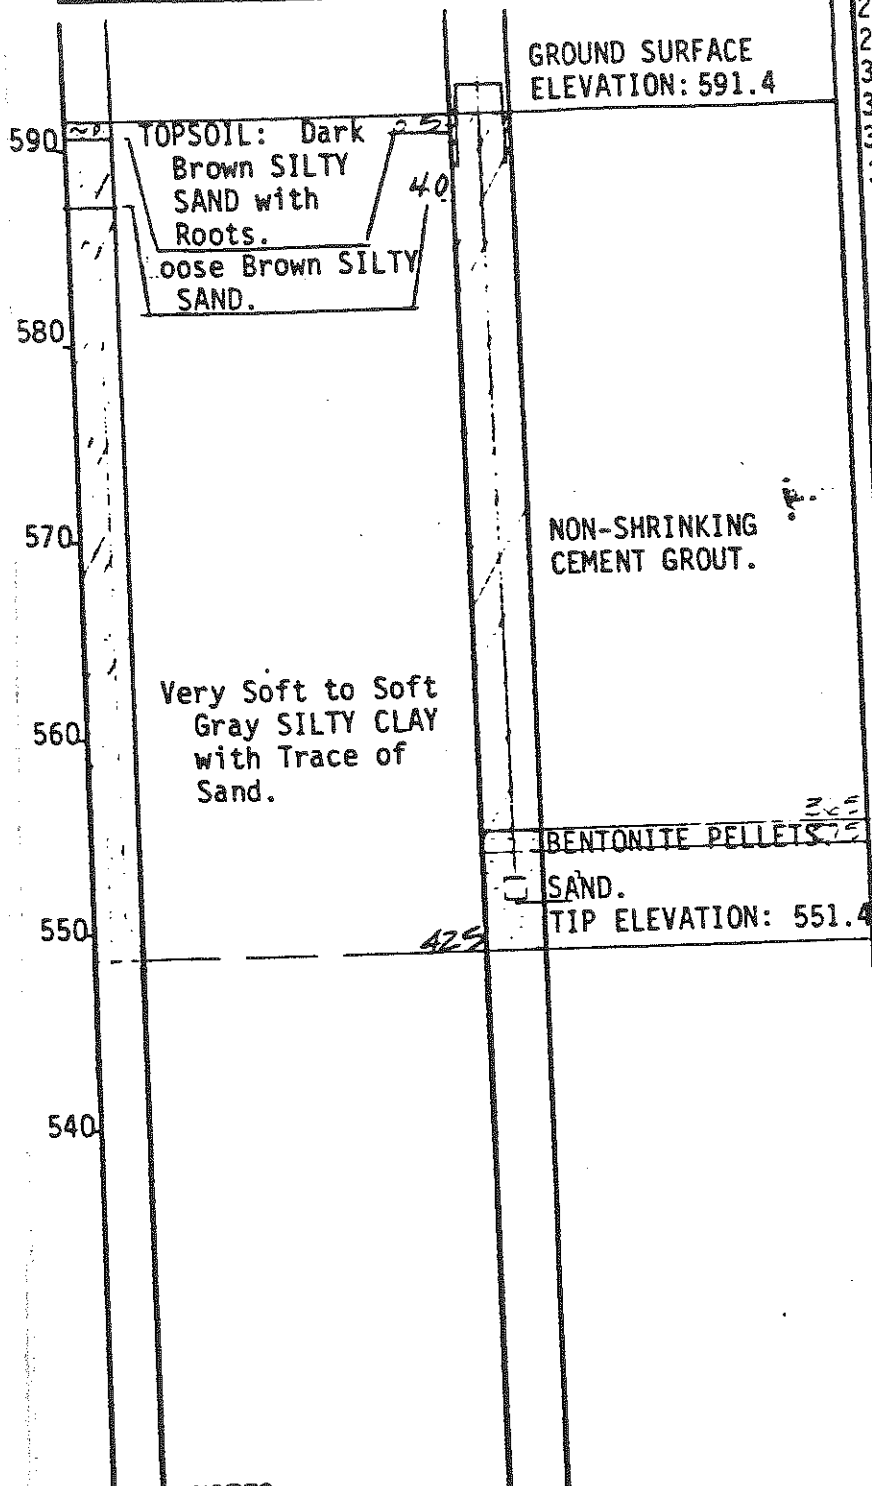 GROUND SURFACE
ELEVATION: 591.4
590
TOPSOIL: Dark
Brown SILTY
SAND with
Roots.
40
oose Brown SILTY
SAND.
580
570
NON-SHRINKING
CEMENT GROUT.
Very Soft to Soft
Gray SILTY CLAY
with Trace of
Sand.
560
BENTONITE PELLETS
SAND.
TIP ELEVATION: 551.4
550
425
540